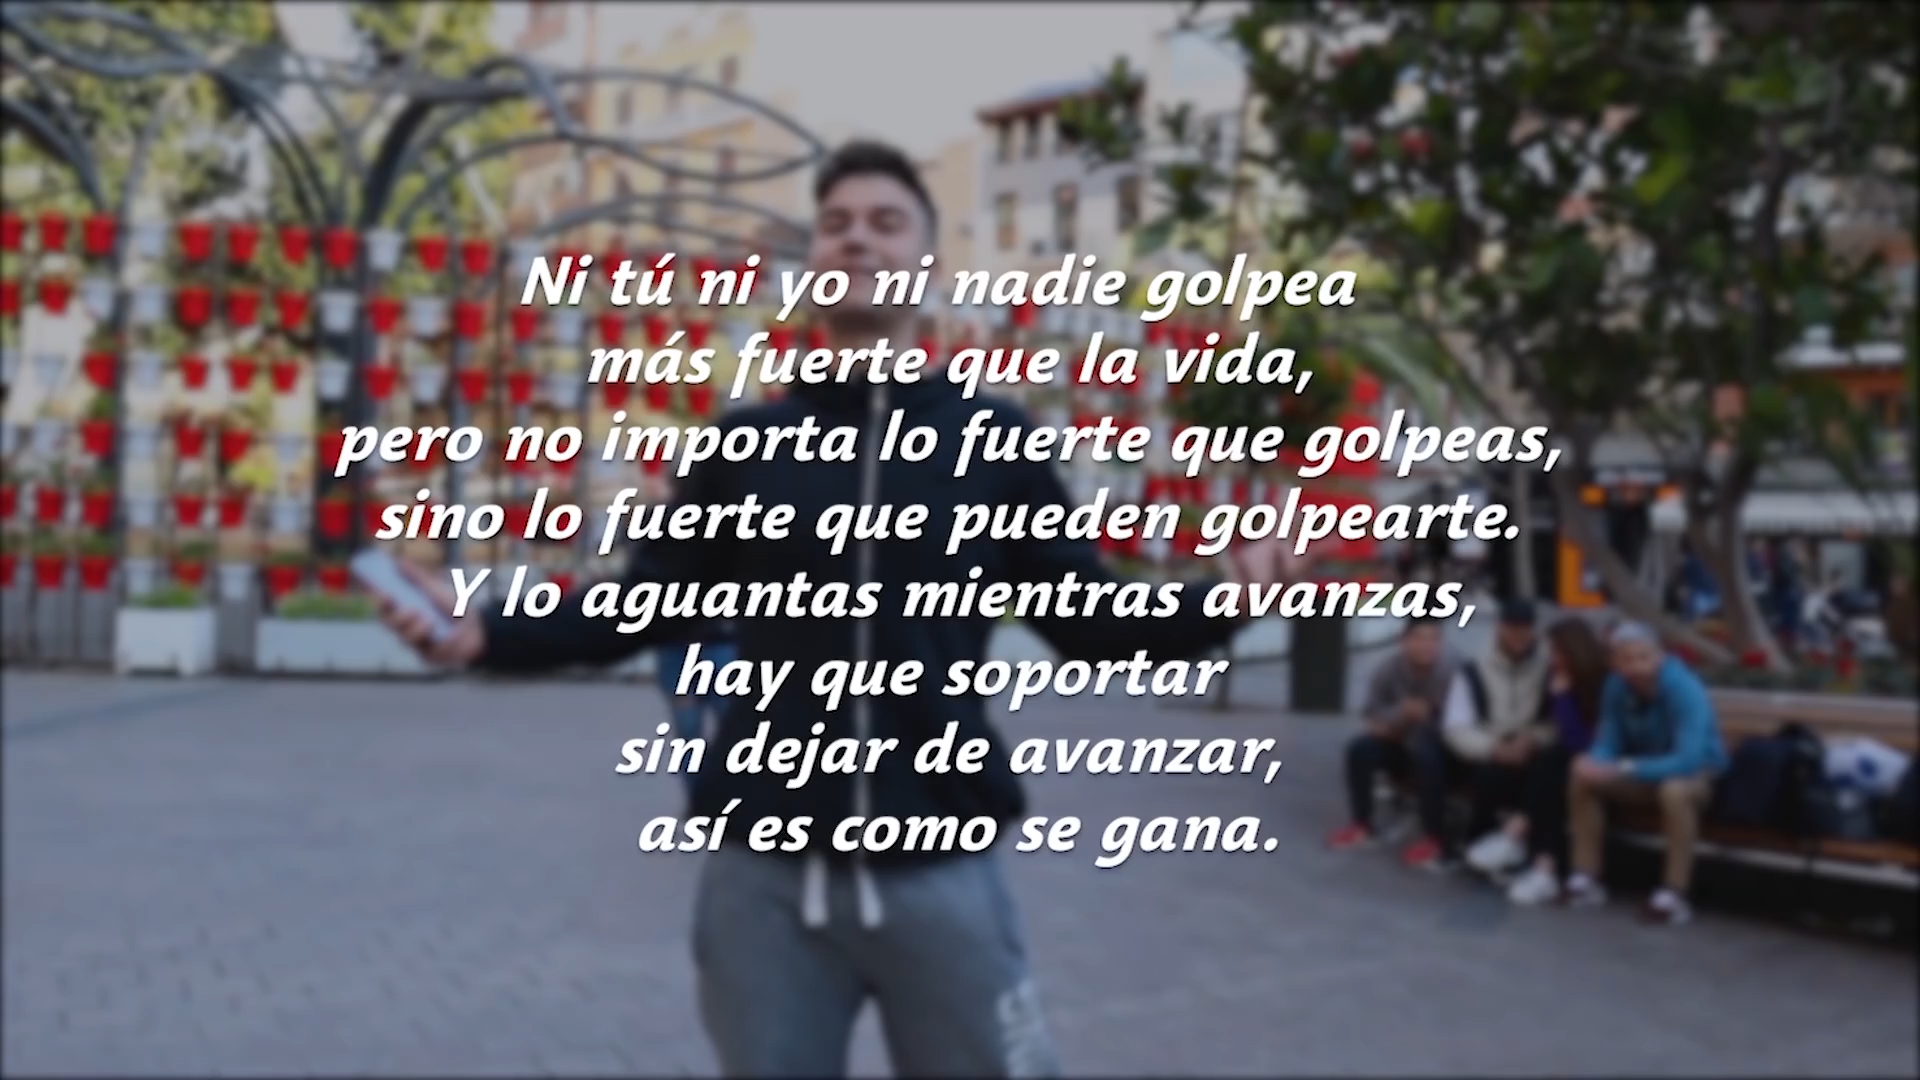 Ni tú ni yo ni nadie golpea
más fuerte que la vida,
pero no importa lo fuerte que golpeas,
sino lo fuerte que pueden golpearte.
Y lo aguantas mientras avanzas,
hay que soportar
sin dejar de avanzar,
así es como se gana.